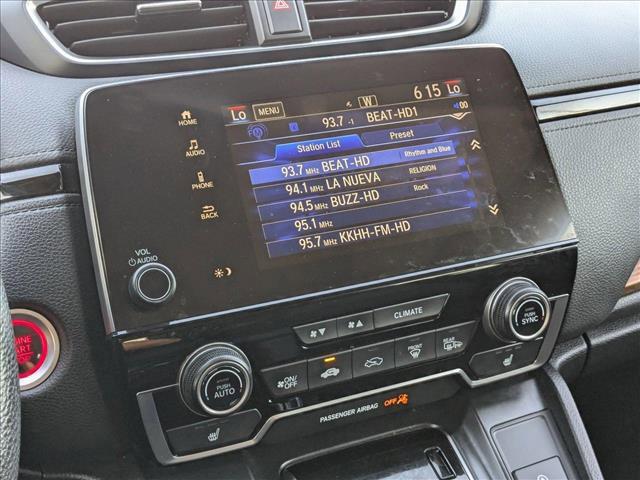 Lo MENU W 6 15 Lo
93.7 -1 BEAT-HD1 00
Station List Preset
93.7 MHz BEAT-HD Rhythm and Blue
94.1 MHz LA NUEVA RELIGION
94.5 MHz BUZZ-HD Rock
95.1 MHz
95.7 MHz KKHH-FM-HD
HOME
AUDIO
PHONE
BACK
VOL
AUDIO
CLIMATE
PUSH
SYNC
ON/
OFF
FRONT
REAR
PUSH
AUTO
PASSENGER AIRBAG OFF
START